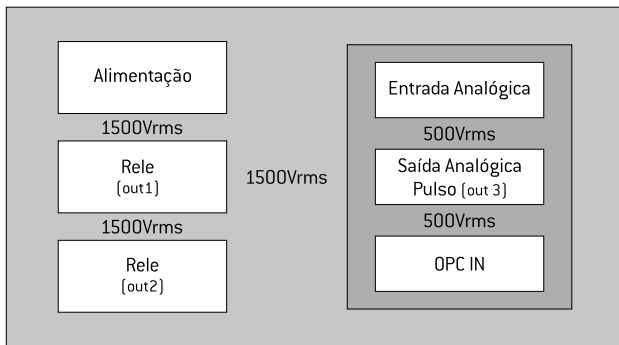 Alimentação
1500Vrms
Rele
(out1)
1500Vrms
Rele
(out2)
1500Vrms
Entrada Analógica
500Vrms
Saída Analógica
Pulso (out 3)
500Vrms
OPC IN